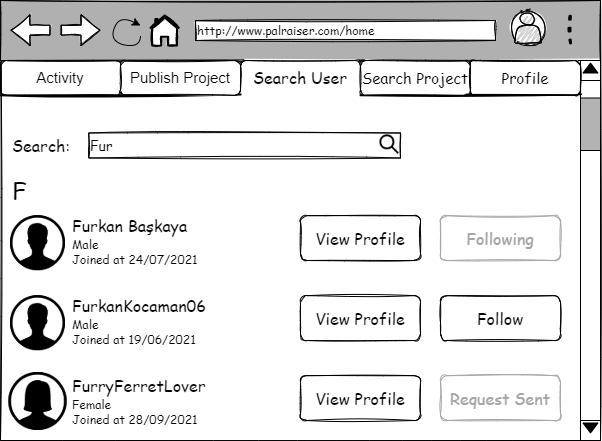 http://www.palraiser.com/home
Activity
Publish Project
Search User
Search Project
Profile
Search:
Fur
F
Furkan Başkaya
Male
Joined at 24/07/2021
View Profile
Following
FurkanKocaman06
Male
Joined at 19/06/2021
View Profile
Follow
FurryFerretLover
Female
Joined at 28/09/2021
View Profile
Request Sent